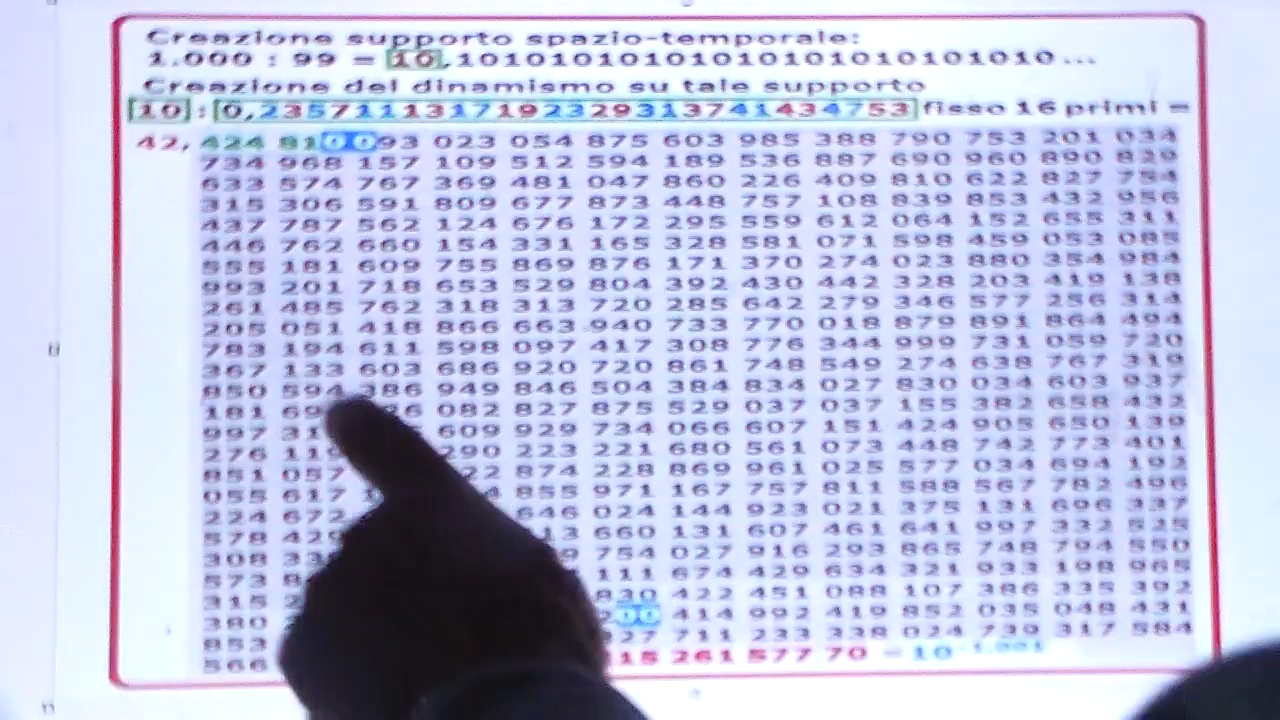 Creazione supporto spazio-temporale:
1.000 : 99 = 10,1010101010101010101010101010...
Creazione del dinamismo su tale supporto
10 : 0,2357111317192329313741434753 fisso 16 primi =
42, 424 810 093 023 054 875 603 985 388 790 753 201 034
734 968 157 109 512 594 189 536 887 690 960 890 829
633 574 767 369 481 047 860 226 409 810 622 827 754
315 306 591 809 677 873 448 757 108 839 853 432 956
437 787 562 124 676 172 295 559 612 064 152 655 311
446 762 660 154 331 165 328 581 071 598 459 053 085
555 181 609 755 869 876 171 370 274 023 880 354 984
993 201 718 653 529 804 392 430 442 328 203 419 138
261 485 762 318 313 720 285 642 279 346 577 256 314
205 051 418 866 663 940 733 770 018 879 891 864 494
783 194 611 598 097 417 308 776 344 999 731 059 720
367 133 603 686 920 720 861 748 549 274 638 767 319
850 594 386 949 846 504 384 834 027 830 034 603 937
181 082 827 875 529 037 037 155 382 658 432
997 609 929 734 066 607 151 424 905 650 139
276 290 223 221 680 561 073 448 742 773 401
851 057 874 228 869 961 025 577 034 694 192
055 617 855 971 167 757 811 588 567 782 496
224 672 646 024 144 923 021 375 131 696 337
578 660 131 607 461 641 997 332 525
308 754 027 916 293 865 748 794 550
573 111 674 429 634 321 933 198 965
315 830 422 451 088 107 386 335 392
380 414 992 419 852 035 048 431
853 711 233 338 024 739 317 584
566 261 577 70 = 10